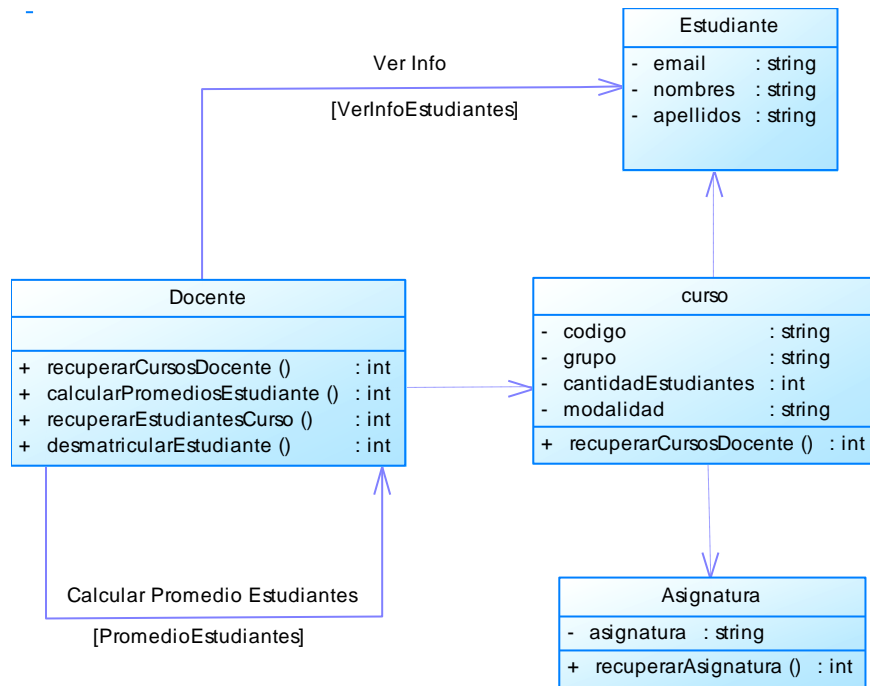 Estudiante
- email : string
- nombres : string
- apellidos : string
Ver Info
[VerInfoEstudiantes]
Docente
+ recuperarCursosDocente () : int
+ calcularPromediosEstudiante () : int
+ recuperarEstudiantesCurso () : int
+ desmatricularEstudiante () : int
curso
- codigo : string
- grupo : string
- cantidadEstudiantes : int
- modalidad : string
+ recuperarCursosDocente () : int
Calcular Promedio Estudiantes
[PromedioEstudiantes]
Asignatura
- asignatura : string
+ recuperarAsignatura () : int